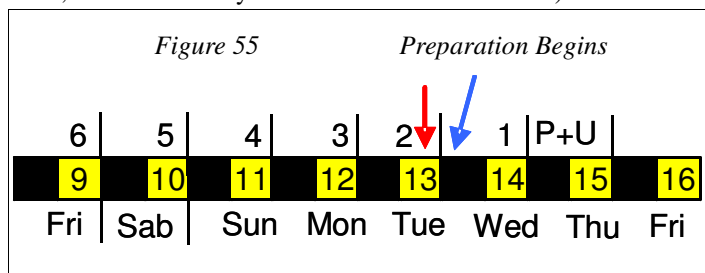 Figure 55 Preparation Begins
6 5 4 3 2 1 P+U
9 10 11 12 13 14 15 16
Fri Sab Sun Mon Tue Wed Thu Fri